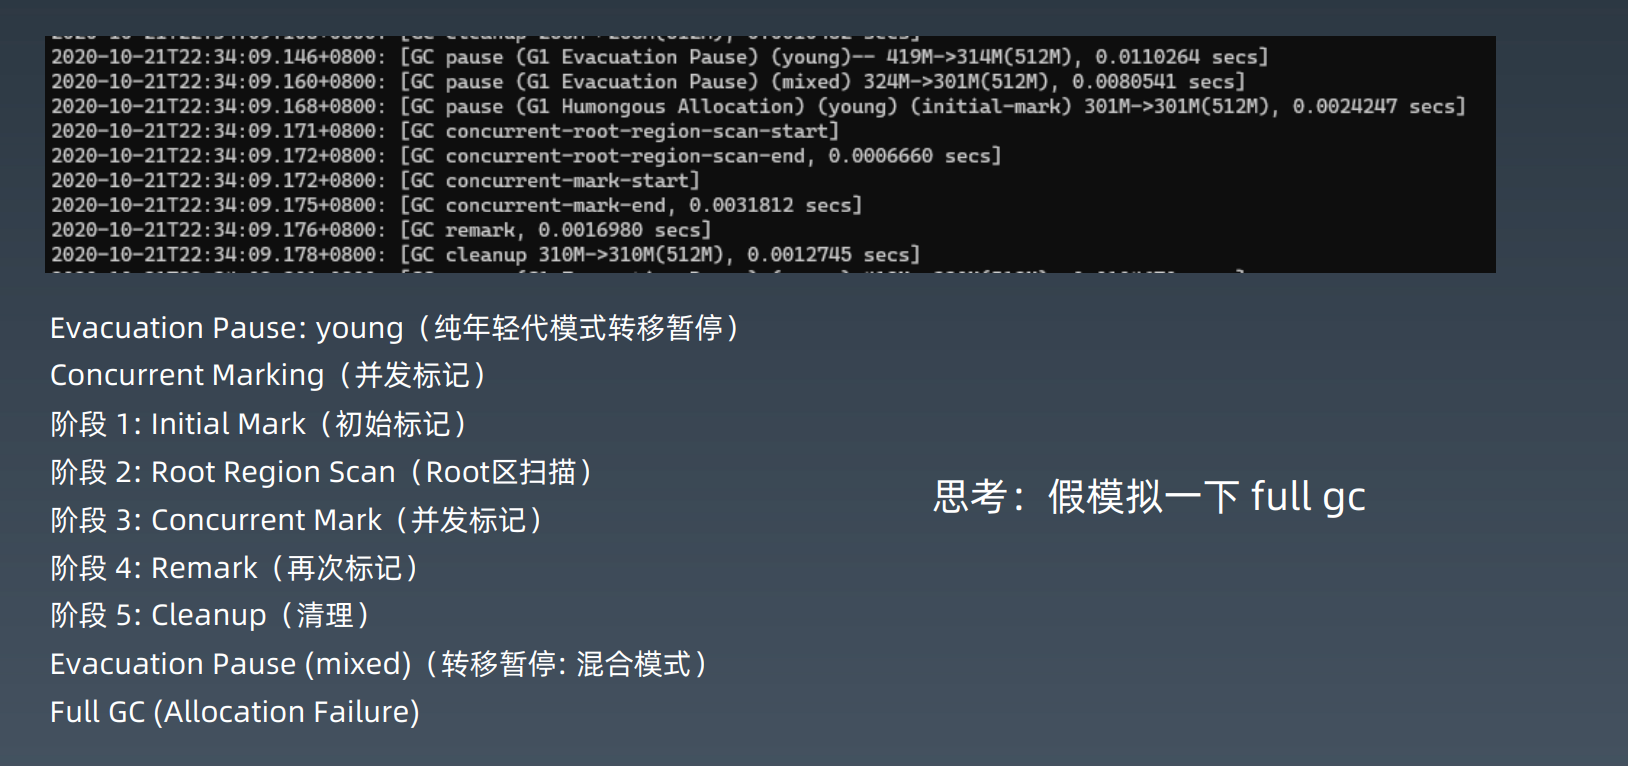 2020-10-21T22:34:09.146+0800: [GC pause (G1 Evacuation Pause) (young)-- 419M->314M(512M), 0.0110264 secs]
2020-10-21T22:34:09.160+0800: [GC pause (G1 Evacuation Pause) (mixed) 324M->301M(512M), 0.0080541 secs]
2020-10-21T22:34:09.168+0800: [GC pause (G1 Humongous Allocation) (young) (initial-mark) 301M->301M(512M), 0.0024247 secs]
2020-10-21T22:34:09.171+0800: [GC concurrent-root-region-scan-start]
2020-10-21T22:34:09.172+0800: [GC concurrent-root-region-scan-end, 0.0006660 secs]
2020-10-21T22:34:09.172+0800: [GC concurrent-mark-start]
2020-10-21T22:34:09.175+0800: [GC concurrent-mark-end, 0.0031812 secs]
2020-10-21T22:34:09.176+0800: [GC remark, 0.0016980 secs]
2020-10-21T22:34:09.178+0800: [GC cleanup 310M->310M(512M), 0.0012745 secs]
Evacuation Pause: young（纯年轻代模式转移暂停）
Concurrent Marking（并发标记）
阶段 1: Initial Mark（初始标记）
阶段 2: Root Region Scan（Root区扫描）
阶段 3: Concurrent Mark（并发标记）
阶段 4: Remark（再次标记）
阶段 5: Cleanup（清理）
Evacuation Pause (mixed)（转移暂停: 混合模式）
Full GC (Allocation Failure)
思考：假模拟一下 full gc